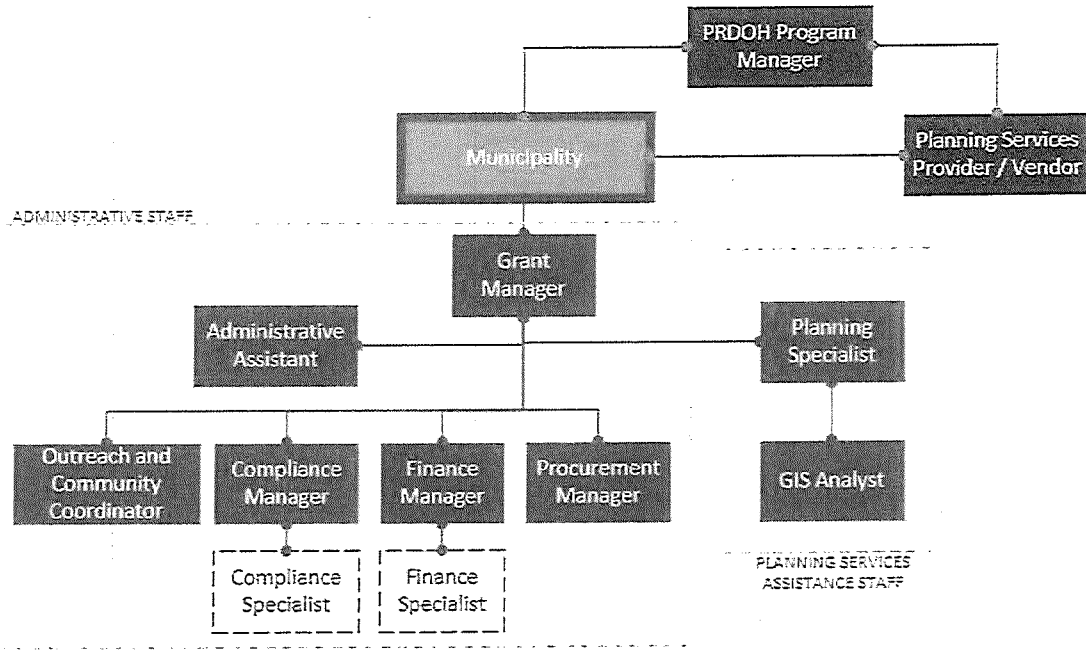 PRDOH Program
Manager
Municipality
Planning Services
Provider / Vendor
ADMINISTRATIVE STAFF
Grant
Manager
Administrative
Assistant
Planning
Specialist
Outreach and
Community
Coordinator
Compliance
Manager
Finance
Manager
Procurement
Manager
GIS Analyst
Compliance
Specialist
Finance
Specialist
PLANNING SERVICES
ASSISTANCE STAFF